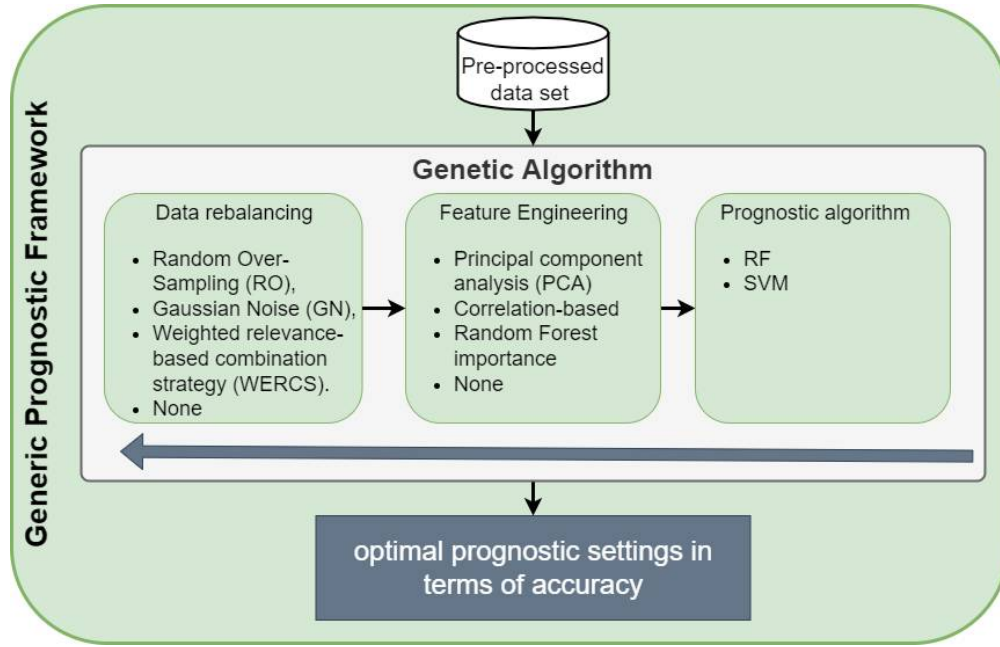 Generic Prognostic Framework
Pre-processed
data set
Genetic Algorithm
Data rebalancing
• Random Over-
Sampling (RO),
• Gaussian Noise (GN),
• Weighted relevance-
based combination
strategy (WERCS).
• None
Feature Engineering
• Principal component
analysis (PCA)
• Correlation-based
• Random Forest
importance
• None
Prognostic algorithm
• RF
• SVM
optimal prognostic settings in
terms of accuracy